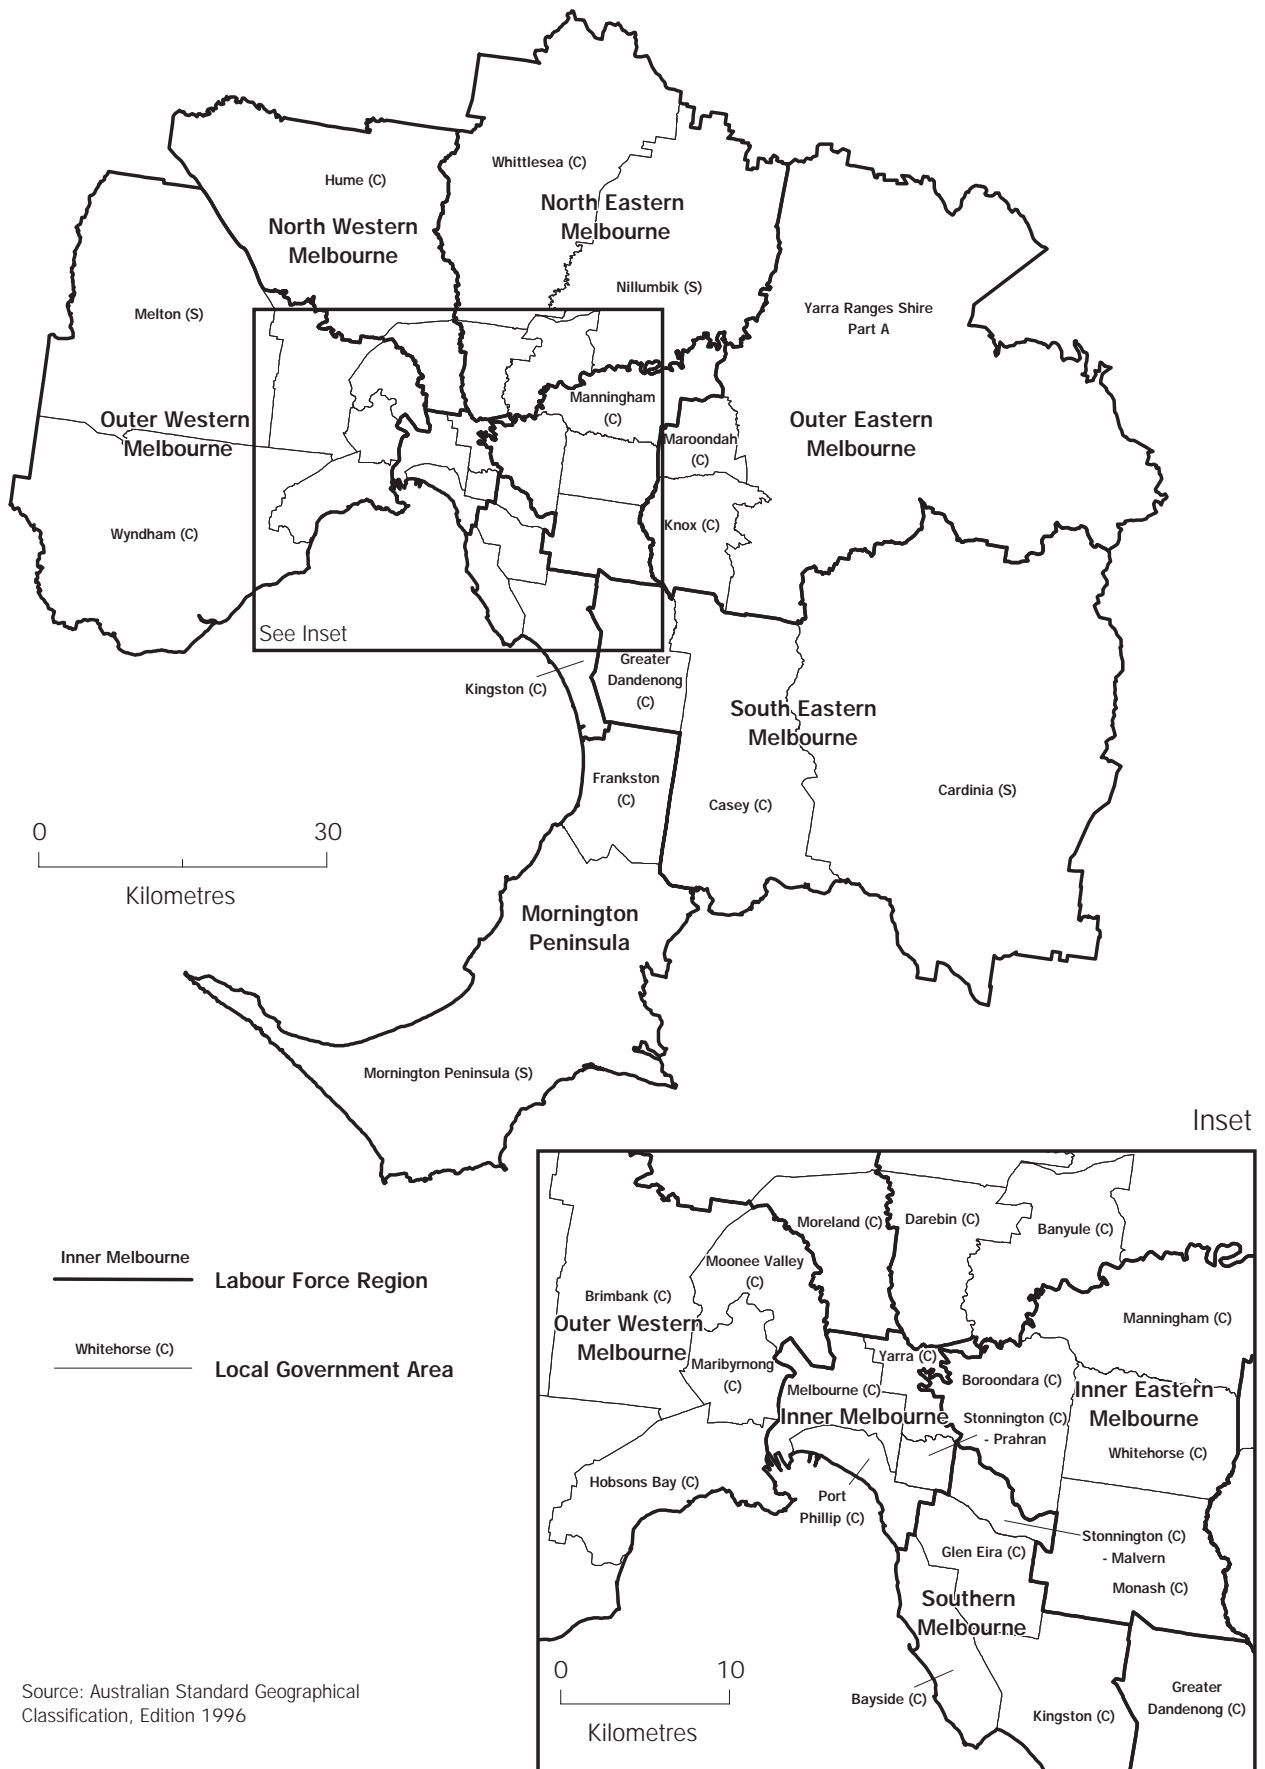 Whittlesea (C)
Hume (C)
North Eastern
Melbourne
North Western
Melbourne
Nillumbik (S)
Melton (S)
Yarra Ranges Shire
Part A
Manningham
(C)
Outer Western
Melbourne
Outer Eastern
Melbourne
Maroondah
(C)
Knox (C)
Wyndham (C)
See Inset
Greater
Dandenong
(C)
Kingston (C)
South Eastern
Melbourne
Frankston
(C)
Casey (C)
Cardinia (S)
0 30
Kilometres
Mornington
Peninsula
Mornington Peninsula (S)
Inset
Moreland (C)
Darebin (C)
Banyule (C)
Moonee Valley
(C)
Brimbank (C)
Outer Western
Melbourne
Manningham (C)
Maribyrnong
(C)
Yarra (C)
Melbourne (C)
Inner Melbourne
Boroondara (C)
Inner Eastern
Melbourne
Stonnington (C)
- Prahran
Whitehorse (C)
Hobsons Bay (C)
Port
Phillip (C)
Stonnington (C)
- Malvern
Glen Eira (C)
Monash (C)
Southern
Melbourne
Bayside (C)
Kingston (C)
Greater
Dandenong (C)
0 10
Kilometres
Inner Melbourne
Labour Force Region
Whitehorse (C)
Local Government Area
Source: Australian Standard Geographical
Classification, Edition 1996